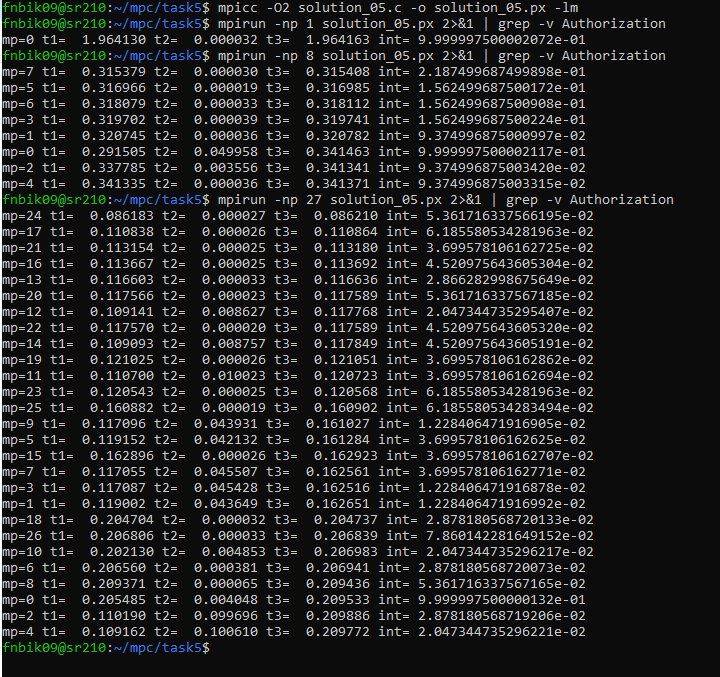 fnbik09@sr210:~/mpc/task5$ mpicc -O2 solution_05.c -o solution_05.px -lm
fnbik09@sr210:~/mpc/task5$ mpirun -np 1 solution_05.px 2>&1 | grep -v Authorization
mp=0 t1=  1.964130 t2=  0.000032 t3=  1.964163 int= 9.999997500002072e-01
fnbik09@sr210:~/mpc/task5$ mpirun -np 8 solution_05.px 2>&1 | grep -v Authorization
mp=7 t1=  0.315379 t2=  0.000030 t3=  0.315408 int= 2.187499687499898e-01
mp=5 t1=  0.316966 t2=  0.000019 t3=  0.316985 int= 1.562499687500172e-01
mp=6 t1=  0.318079 t2=  0.000033 t3=  0.318112 int= 1.562499687500908e-01
mp=3 t1=  0.319702 t2=  0.000039 t3=  0.319741 int= 1.562499687500224e-01
mp=1 t1=  0.320745 t2=  0.000036 t3=  0.320782 int= 9.374996875000997e-02
mp=0 t1=  0.291505 t2=  0.049958 t3=  0.341463 int= 9.999997500002117e-01
mp=2 t1=  0.337785 t2=  0.003556 t3=  0.341341 int= 9.374996875003420e-02
mp=4 t1=  0.341335 t2=  0.000036 t3=  0.341371 int= 9.374996875003315e-02
fnbik09@sr210:~/mpc/task5$ mpirun -np 27 solution_05.px 2>&1 | grep -v Authorization
mp=24 t1=  0.086183 t2=  0.000027 t3=  0.086210 int= 5.361716337566195e-02
mp=17 t1=  0.110838 t2=  0.000026 t3=  0.110864 int= 6.185580534281963e-02
mp=21 t1=  0.113154 t2=  0.000025 t3=  0.113180 int= 3.699578106162725e-02
mp=16 t1=  0.113667 t2=  0.000025 t3=  0.113692 int= 4.520975643605304e-02
mp=13 t1=  0.116603 t2=  0.000033 t3=  0.116636 int= 2.866282998675649e-02
mp=20 t1=  0.117566 t2=  0.000023 t3=  0.117589 int= 5.361716337567185e-02
mp=12 t1=  0.109141 t2=  0.008627 t3=  0.117768 int= 2.047344735295407e-02
mp=22 t1=  0.117570 t2=  0.000020 t3=  0.117589 int= 4.520975643605320e-02
mp=14 t1=  0.109093 t2=  0.008757 t3=  0.117849 int= 4.520975643605191e-02
mp=19 t1=  0.121025 t2=  0.000026 t3=  0.121051 int= 3.699578106162862e-02
mp=11 t1=  0.110700 t2=  0.010023 t3=  0.120723 int= 3.699578106162694e-02
mp=23 t1=  0.120543 t2=  0.000025 t3=  0.120568 int= 6.185580534281963e-02
mp=25 t1=  0.160882 t2=  0.000019 t3=  0.160902 int= 6.185580534283494e-02
mp=9 t1=  0.117096 t2=  0.043931 t3=  0.161027 int= 1.228406471916905e-02
mp=5 t1=  0.119152 t2=  0.042132 t3=  0.161284 int= 3.699578106162625e-02
mp=15 t1=  0.162896 t2=  0.000026 t3=  0.162923 int= 3.699578106162707e-02
mp=7 t1=  0.117055 t2=  0.045507 t3=  0.162561 int= 3.699578106162771e-02
mp=3 t1=  0.117087 t2=  0.045428 t3=  0.162516 int= 1.228406471916878e-02
mp=1 t1=  0.119002 t2=  0.043649 t3=  0.162651 int= 1.228406471916992e-02
mp=18 t1=  0.204704 t2=  0.000032 t3=  0.204737 int= 2.878180568720133e-02
mp=26 t1=  0.206806 t2=  0.000033 t3=  0.206839 int= 7.860142281649152e-02
mp=10 t1=  0.202130 t2=  0.004853 t3=  0.206983 int= 2.047344735296217e-02
mp=6 t1=  0.206560 t2=  0.000381 t3=  0.206941 int= 2.878180568720073e-02
mp=8 t1=  0.209371 t2=  0.000065 t3=  0.209436 int= 5.361716337567165e-02
mp=0 t1=  0.205485 t2=  0.004048 t3=  0.209533 int= 9.999997500000132e-01
mp=2 t1=  0.110190 t2=  0.099696 t3=  0.209886 int= 2.878180568719206e-02
mp=4 t1=  0.109162 t2=  0.100610 t3=  0.209772 int= 2.047344735296221e-02
fnbik09@sr210:~/mpc/task5$